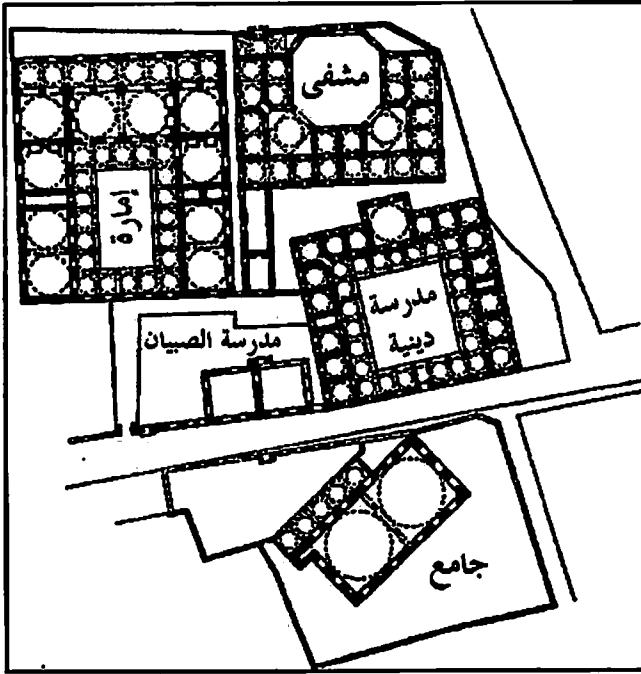 مشفى
إمارة
مدرسة
دينية
مدرسة الصبيان
جامع